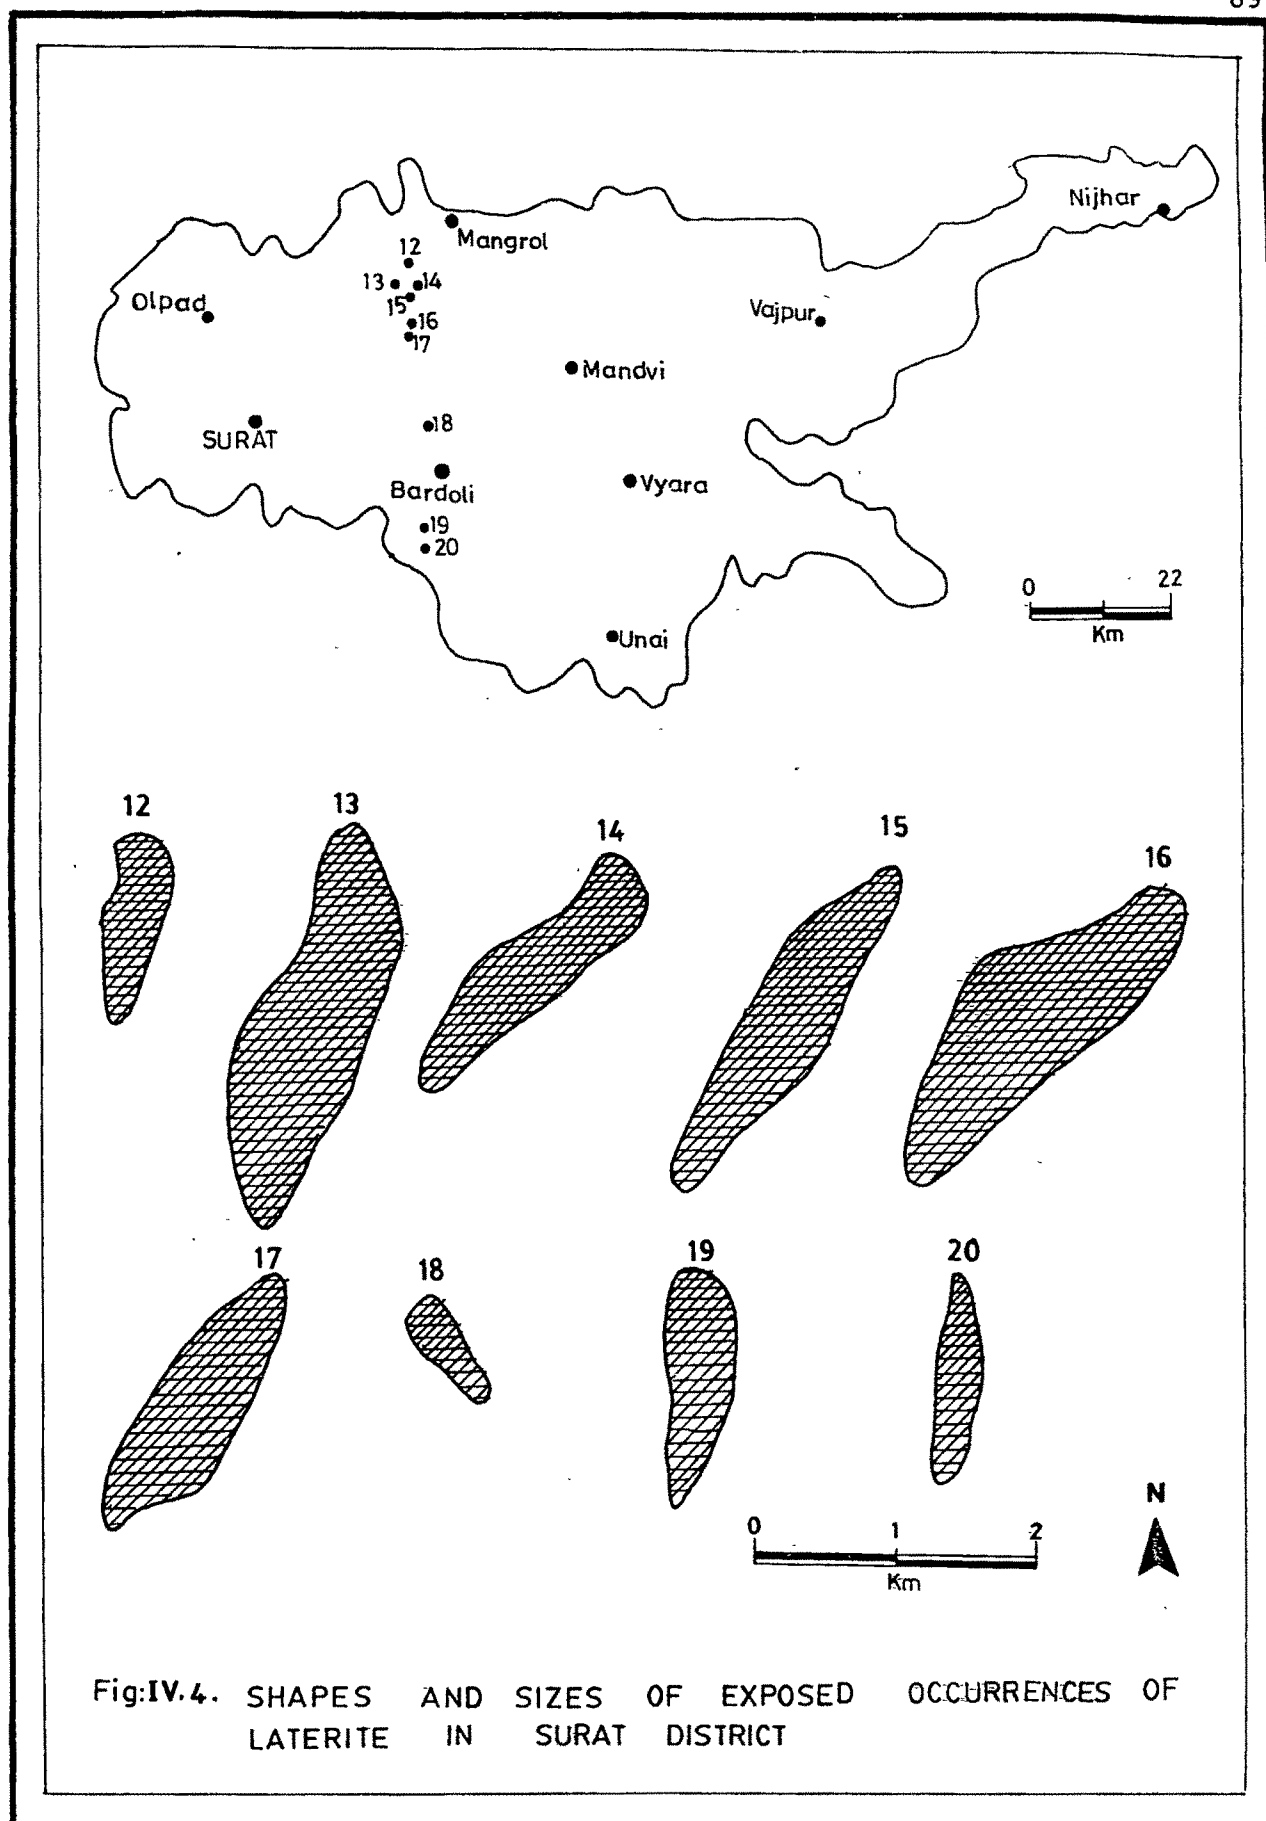 89
Nijhar
Mangrol
12
13 14
Olpad 15
Vajpur
16
17
Mandvi
18
SURAT
Bardoli
Vyara
19
20
0 22
Km
Unai
12 13 14 15 16
17 18 19 20
N
0 1 2
Km
Fig:IV.4. SHAPES AND SIZES OF EXPOSED OCCURRENCES OF
LATERITE IN SURAT DISTRICT